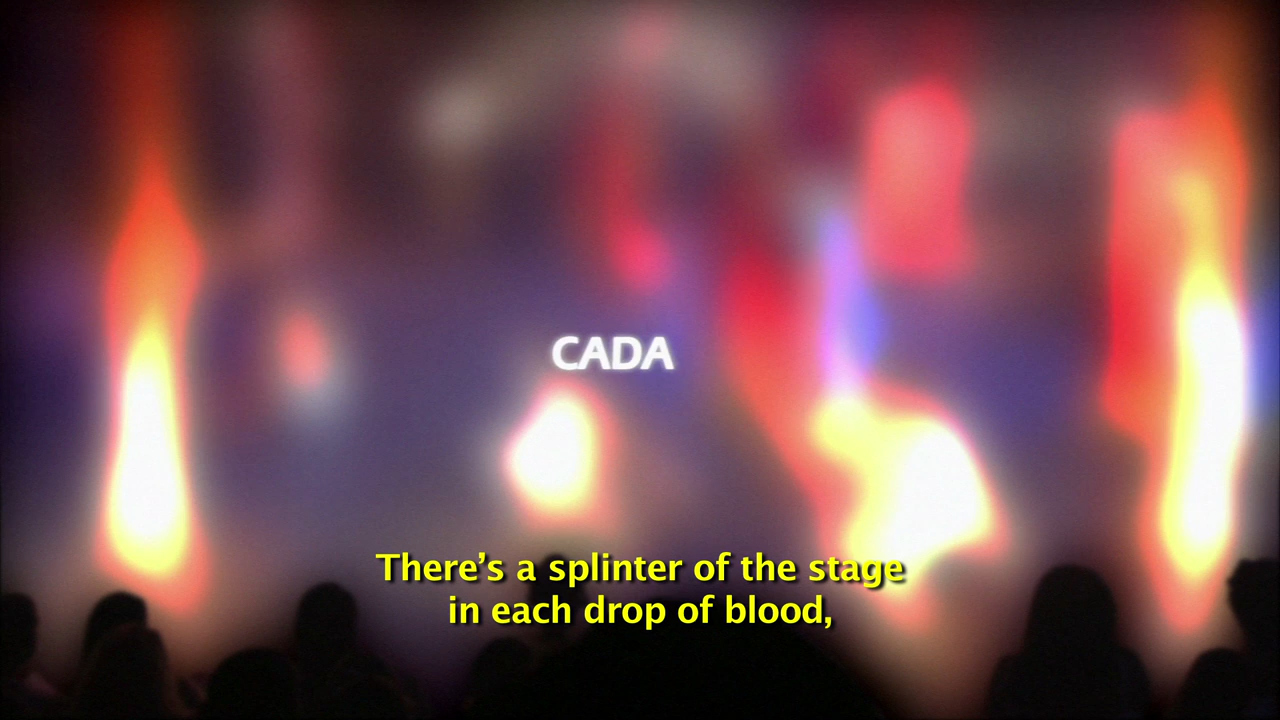 CADA
There's a splinter of the stage
in each drop of blood,